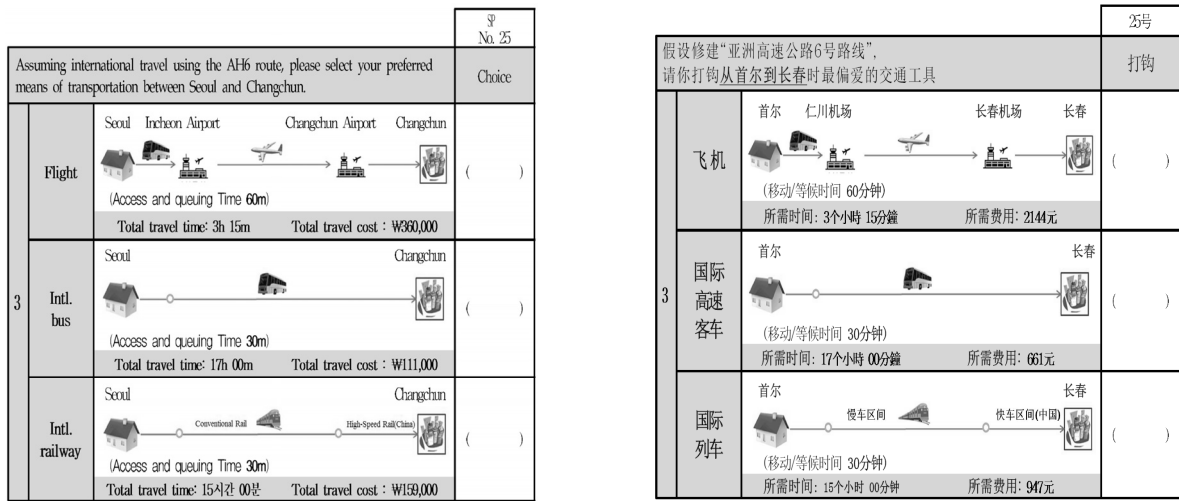 SP
No. 25
Assuming international travel using the AH6 route, please select your preferred
means of transportation between Seoul and Changchun.
Choice
3
Flight
Seoul Incheon Airport Changchun Airport Changchun
(Access and queuing Time 60m)
Total travel time: 3h 15m Total travel cost : ₩360,000
( )
Intl.
bus
Seoul Changchun
(Access and queuing Time 30m)
Total travel time: 17h 00m Total travel cost : ₩111,000
( )
Intl.
railway
Seoul Changchun
Conventional Rail High-Speed Rail(China)
(Access and queuing Time 30m)
Total travel time: 15시간 00분 Total travel cost : ₩159,000
( )
25号
假设修建“亚洲高速公路6号路线”,
请你打钩从首尔到长春时最偏爱的交通工具
打钩
3
飞机
首尔 仁川机场 长春机场 长春
(移动/等候时间 60分钟)
所需时间: 3个小時 15分鐘 所需费用: 2144元
( )
国际
高速
客车
首尔 长春
(移动/等候时间 30分钟)
所需时间: 17个小時 00分鐘 所需费用: 661元
( )
国际
列车
首尔 长春
慢车区间 快车区间(中国)
(移动/等候时间 30分钟)
所需时间: 15个小时 00分钟 所需费用: 947元
( )